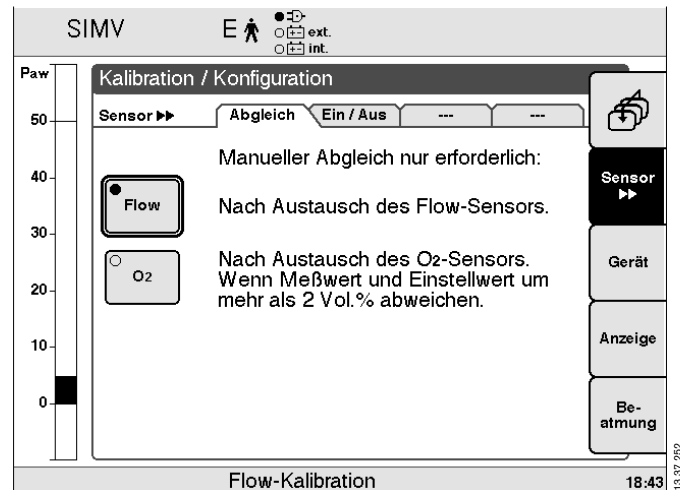 SIMV
E
ext.
int.
Paw
50
40
30
20
10
0
Kalibration / Konfiguration
Sensor ▶▶
Abgleich
Ein / Aus
---
---
Manueller Abgleich nur erforderlich:
Flow
Nach Austausch des Flow-Sensors.
O2
Nach Austausch des O2-Sensors.
Wenn Meßwert und Einstellwert um
mehr als 2 Vol.% abweichen.
Sensor
▶▶
Gerät
Anzeige
Be-
atmung
Flow-Kalibration
18:43
13.37.252